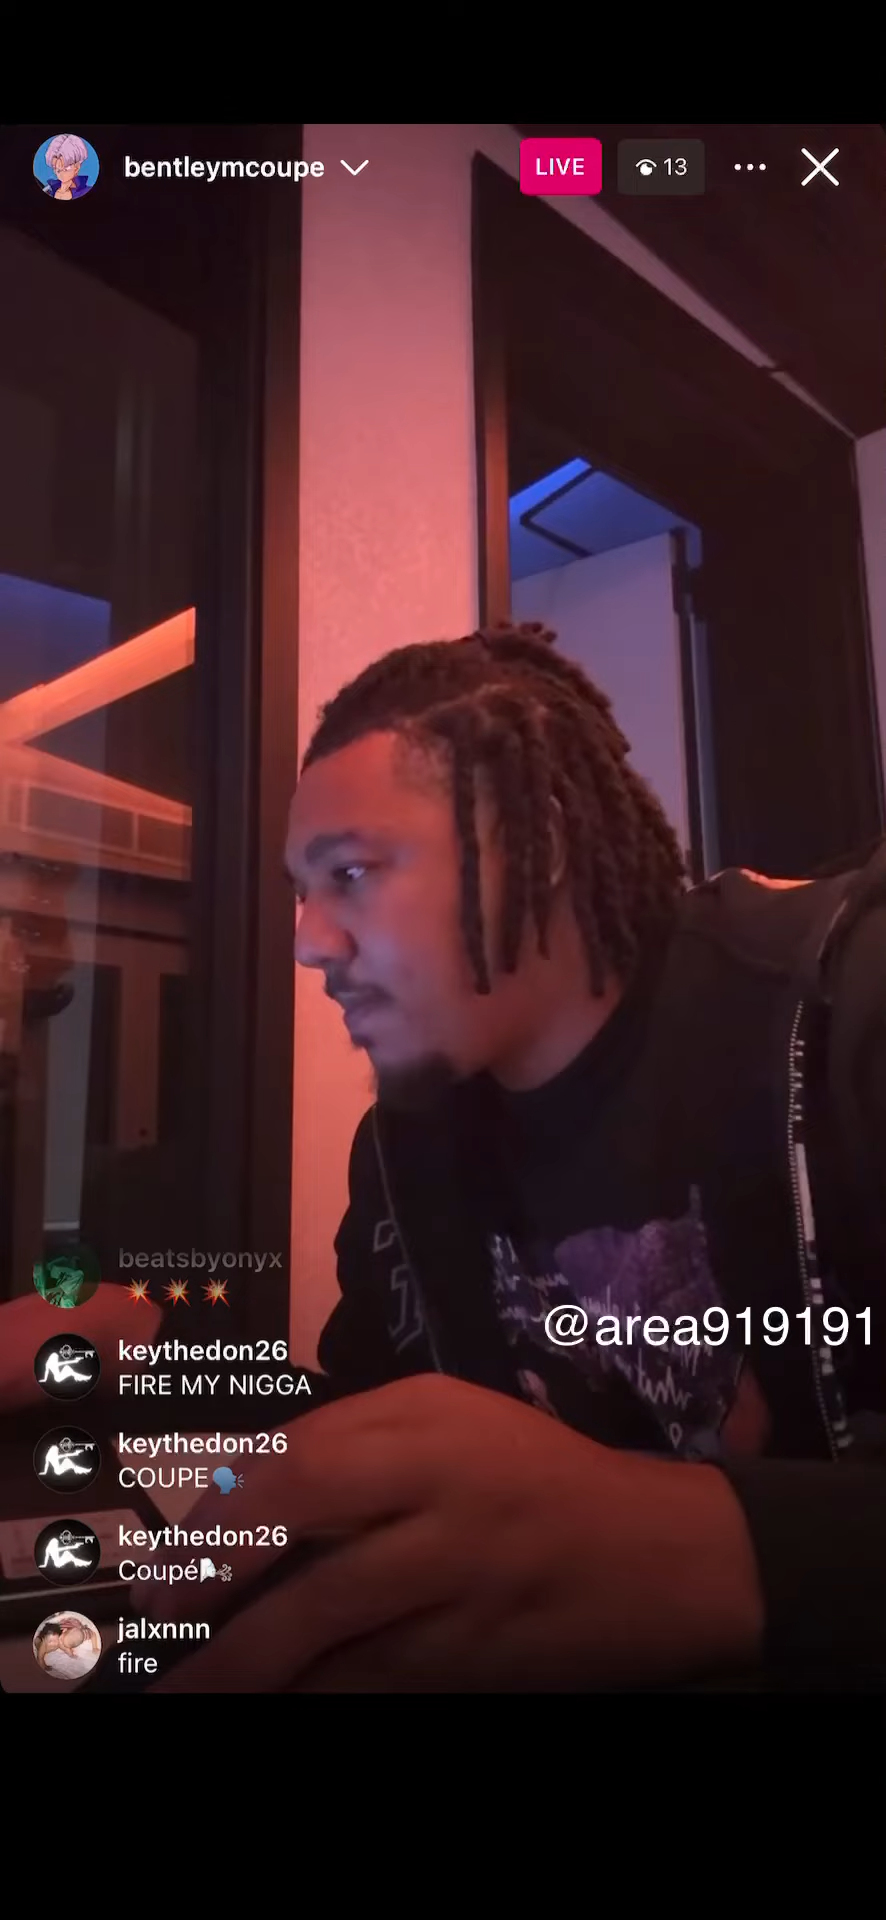 bentleymcoupe
LIVE
13
beatsbyonyx
💥 💥 💥
keythedon26
FIRE MY NIGGA
@area919191
keythedon26
COUPE🗣️
keythedon26
Coupé🌬️
jalxnnn
fire